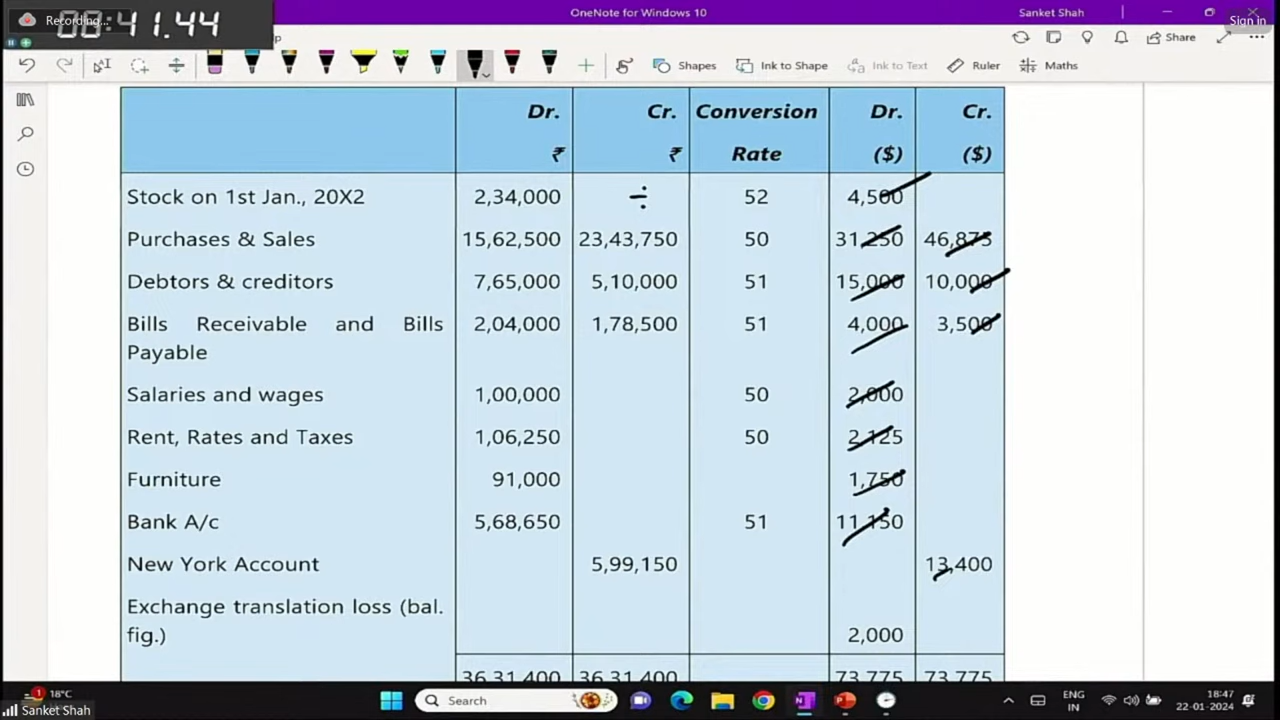 Recording...
41.44
OneNote for Windows 10
Sanket Shah
Sign in
Share
Shapes
Ink to Shape
Ink to Text
Ruler
Maths
Dr. Cr. Conversion Dr. Cr.
₹ ₹ Rate ($) ($)
Stock on 1st Jan., 20X2 2,34,000 ÷ 52 4,500
Purchases & Sales 15,62,500 23,43,750 50 31,250 46,875
Debtors & creditors 7,65,000 5,10,000 51 15,000 10,000
Bills Receivable and Bills 2,04,000 1,78,500 51 4,000 3,500
Payable
Salaries and wages 1,00,000 50 2,000
Rent, Rates and Taxes 1,06,250 50 2,125
Furniture 91,000 1,750
Bank A/c 5,68,650 51 11,150
New York Account 5,99,150 13,400
Exchange translation loss (bal.
fig.) 2,000
36,31,400 36,31,400 73,775 73,775
1
18°C
Search
ENG
IN
18:47
22-01-2024
Sanket Shah